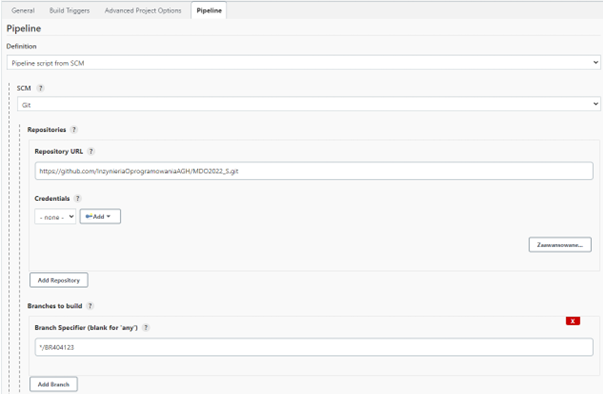 General Build Triggers Advanced Project Options Pipeline
Pipeline
Definition
Pipeline script from SCM
SCM ?
Git
Repositories ?
Repository URL ?
https://github.com/InzynieriaOprogramowaniaAGH/MDO2022_S.git
Credentials ?
- none - Add
Zaawansowane...
Add Repository
Branches to build ?
X
Branch Specifier (blank for 'any') ?
*/BR404123
Add Branch